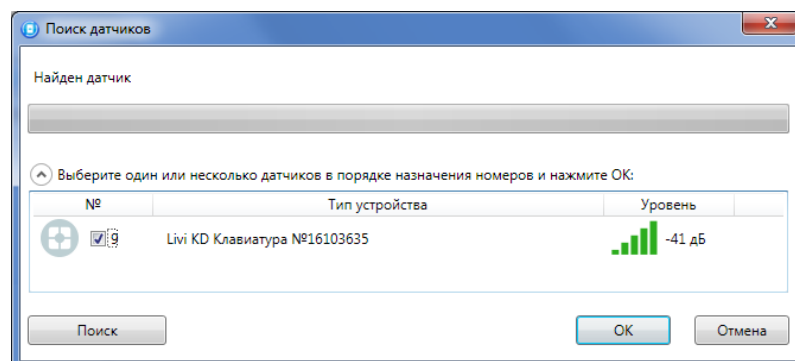 Поиск датчиков
Найден датчик
Выберите один или несколько датчиков в порядке назначения номеров и нажмите ОК:
№ Тип устройства Уровень
9 Livi KD Клавиатура №16103635 -41 дБ
Поиск ОК Отмена